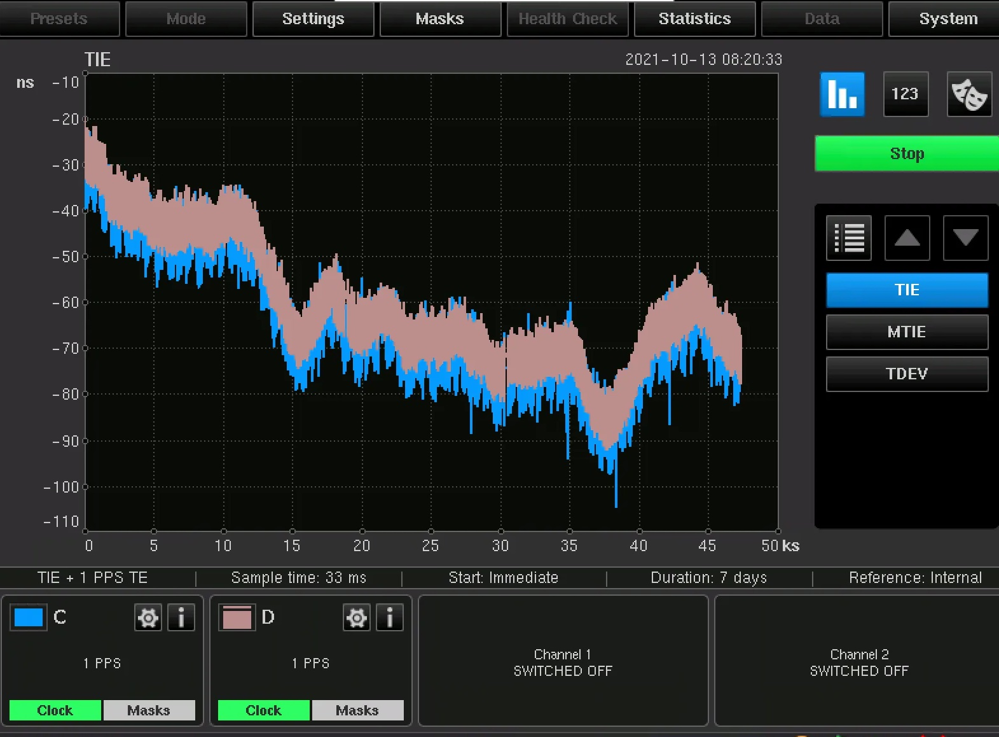 Presets Mode Settings Masks Health Check Statistics Data System
TIE 2021-10-13 08:20:33
ns
-10
-20
-30
-40
-50
-60
-70
-80
-90
-100
-110
0 5 10 15 20 25 30 35 40 45 50 ks
123
Stop
TIE
MTIE
TDEV
TIE + 1 PPS TE | Sample time: 33 ms | Start: Immediate | Duration: 7 days | Reference: Internal
C i
1 PPS
Clock Masks
D i
1 PPS
Clock Masks
Channel 1
SWITCHED OFF
Channel 2
SWITCHED OFF